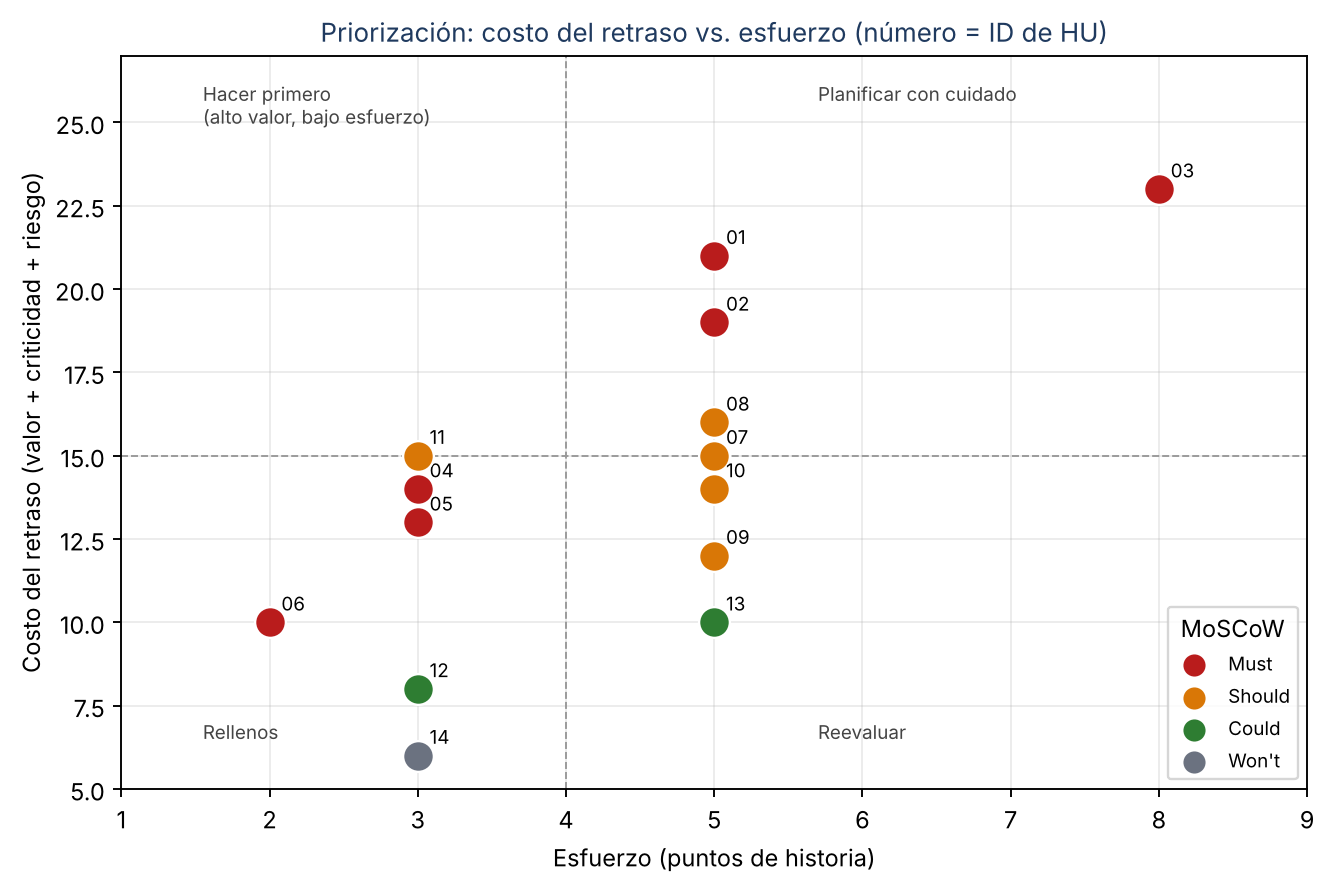 Priorización: costo del retraso vs. esfuerzo (número = ID de HU)
Hacer primero
(alto valor, bajo esfuerzo)
Planificar con cuidado
25.0
22.5
20.0
17.5
15.0
12.5
10.0
7.5
5.0
Costo del retraso (valor + criticidad + riesgo)
03
01
02
08
11
07
04
10
05
09
06
13
12
14
Rellenos
Reevaluar
MoSCoW
Must
Should
Could
Won't
1
2
3
4
5
6
7
8
9
Esfuerzo (puntos de historia)